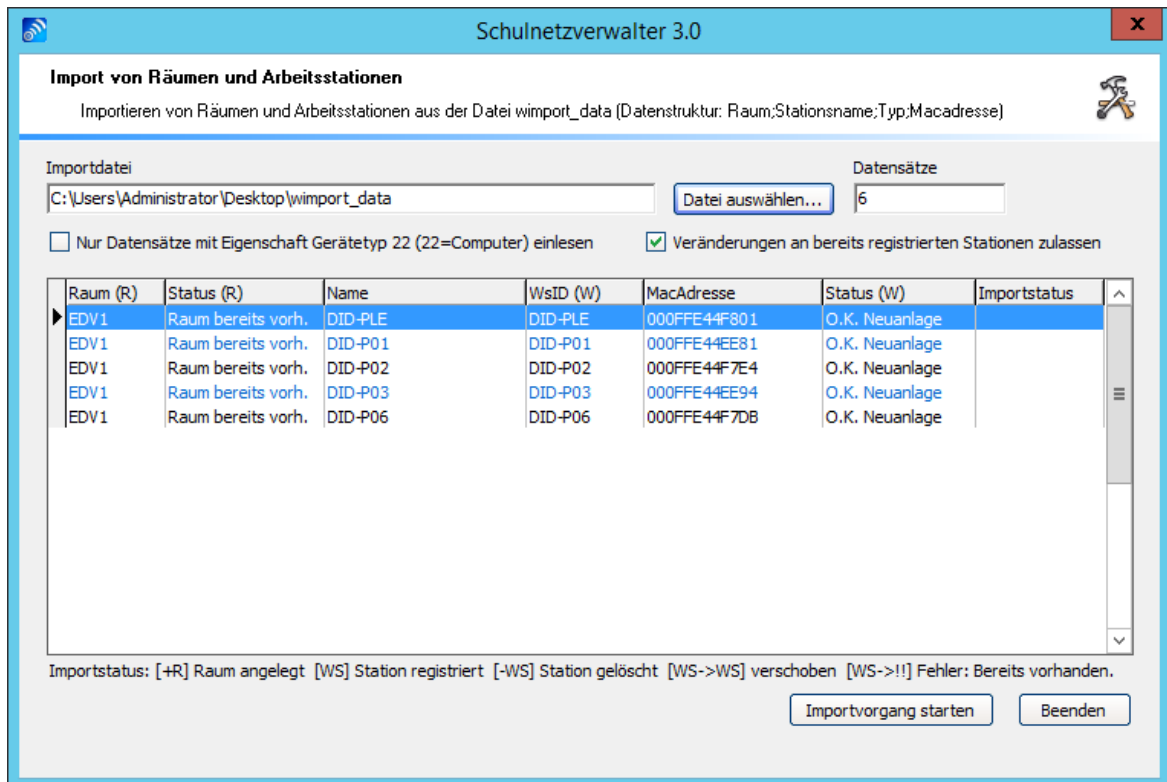 Schulnetzverwalter 3.0
x
Import von Räumen und Arbeitsstationen
Importieren von Räumen und Arbeitsstationen aus der Datei wimport_data (Datenstruktur: Raum;Stationsname;Typ;Macadresse)
Importdatei Datensätze
C:\Users\Administrator\Desktop\wimport_data Datei auswählen... 6
Nur Datensätze mit Eigenschaft Gerätetyp 22 (22=Computer) einlesen Veränderungen an bereits registrierten Stationen zulassen
Raum (R) Status (R) Name WsID (W) MacAdresse Status (W) Importstatus
EDV1 Raum bereits vorh. DID-PLE DID-PLE 000FFE44F801 O.K. Neuanlage
EDV1 Raum bereits vorh. DID-P01 DID-P01 000FFE44EE81 O.K. Neuanlage
EDV1 Raum bereits vorh. DID-P02 DID-P02 000FFE44F7E4 O.K. Neuanlage
EDV1 Raum bereits vorh. DID-P03 DID-P03 000FFE44EE94 O.K. Neuanlage
EDV1 Raum bereits vorh. DID-P06 DID-P06 000FFE44F7DB O.K. Neuanlage
Importstatus: [+R] Raum angelegt [WS] Station registriert [-WS] Station gelöscht [WS->WS] verschoben [WS->!!] Fehler: Bereits vorhanden.
Importvorgang starten Beenden